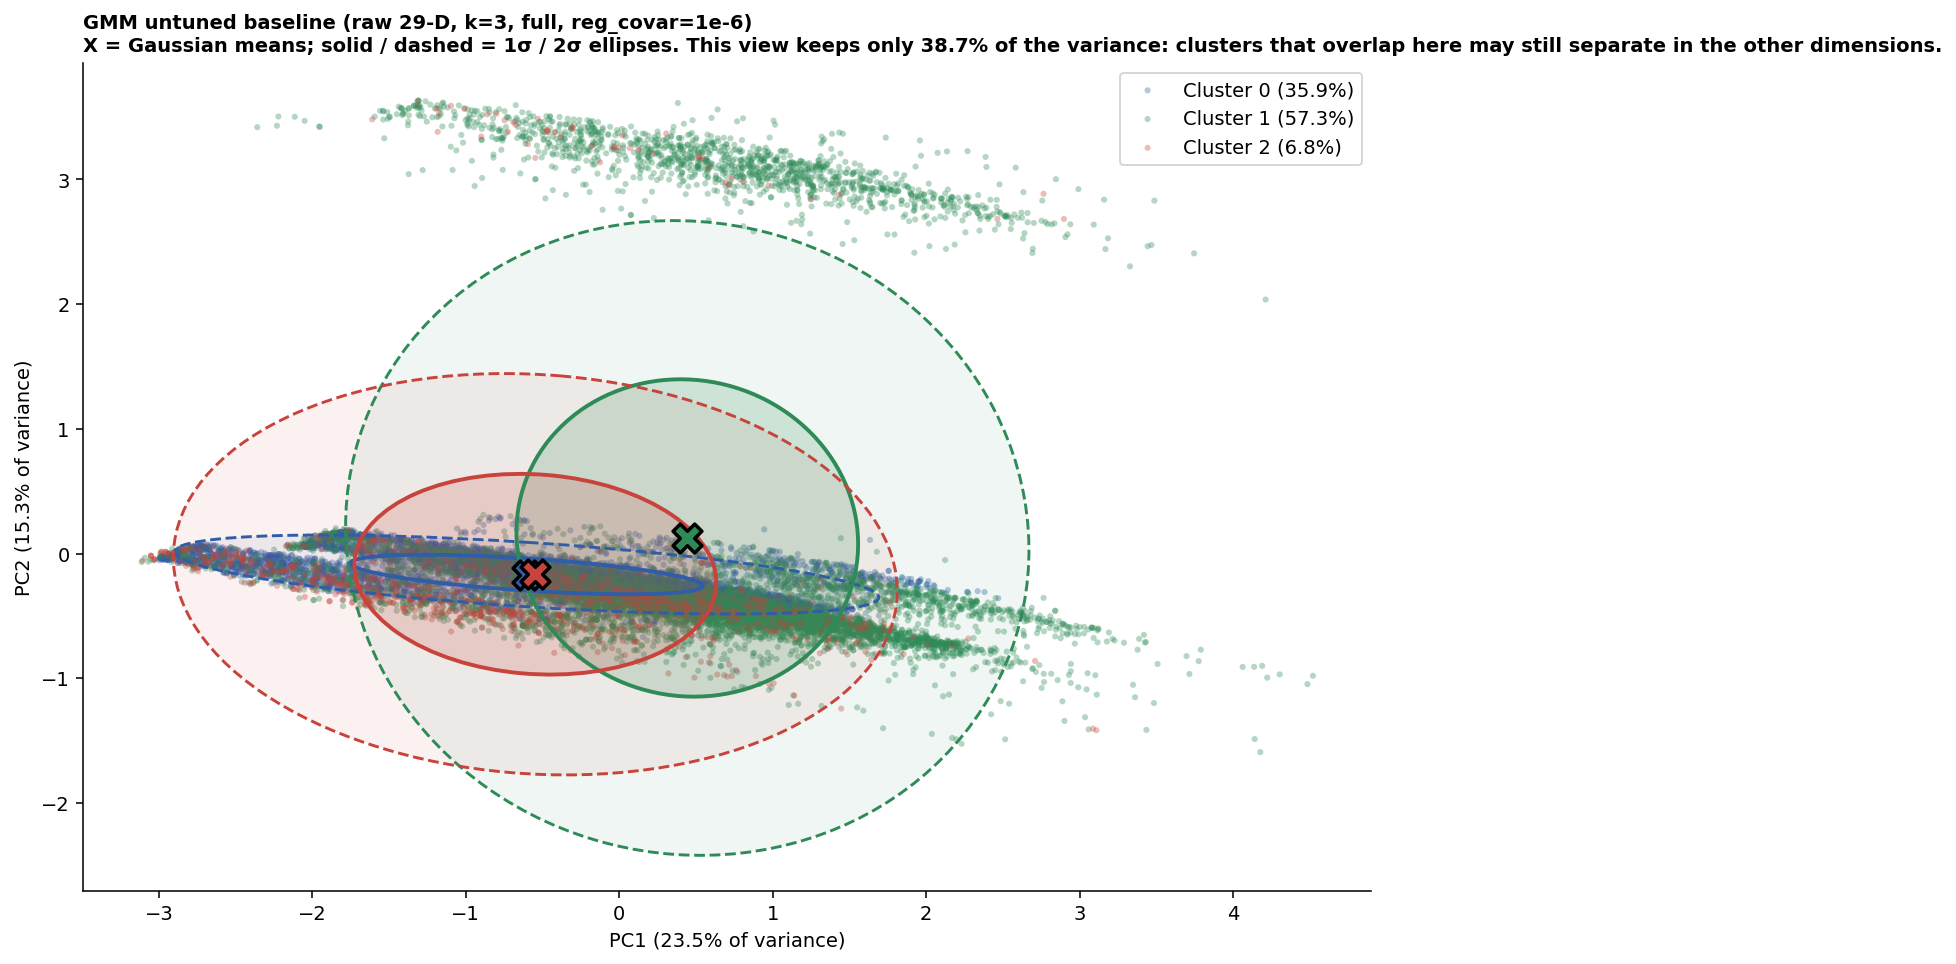 GMM untuned baseline (raw 29-D, k=3, full, reg_covar=1e-6)
X = Gaussian means; solid / dashed = 1σ / 2σ ellipses. This view keeps only 38.7% of the variance: clusters that overlap here may still separate in the other dimensions.
Cluster 0 (35.9%)
Cluster 1 (57.3%)
Cluster 2 (6.8%)
PC2 (15.3% of variance)
3
2
1
0
−1
−2
−3 −2 −1 0 1 2 3 4
PC1 (23.5% of variance)